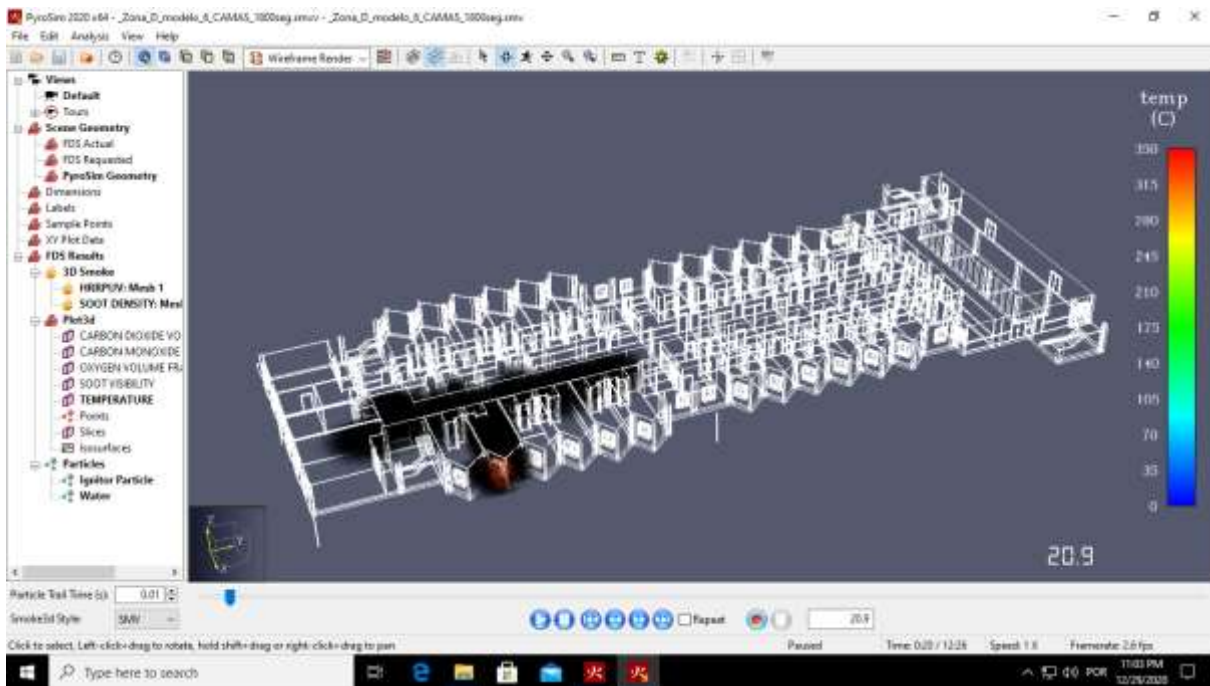 PyroSim 2020 x64 - _Zona_D_modelo_6_CAMAS_1800seg.smvv - _Zona_D_modelo_6_CAMAS_1800seg.smv
File Edit Analysis View Help
Wireframe Render
Views
Default
Tours
Scene Geometry
FDS Actual
FDS Requested
PyroSim Geometry
Dimensions
Labels
Sample Points
XY Plot Data
FDS Results
3D Smoke
HRRPUV: Mesh 1
SOOT DENSITY: Mesl
Plot3d
CARBON DIOXIDE VO
CARBON MONOXIDE
OXYGEN VOLUME FRA
SOOT VISIBILITY
TEMPERATURE
Points
Slices
Isosurfaces
Particles
Ignitor Particle
Water
temp
(C)
350
315
280
245
210
175
140
105
70
35
0
20.9
Particle Trail Time (s): 0.01
Smoke3d Style: SMV
Repeat 20.9
Click to select, Left-click+drag to rotate, hold shift+drag or right-click+drag to pan Paused Time: 0:20 / 12:26 Speed: 1 X Framerate: 2.6 fps
Type here to search POR 11:03 PM
12/29/2020